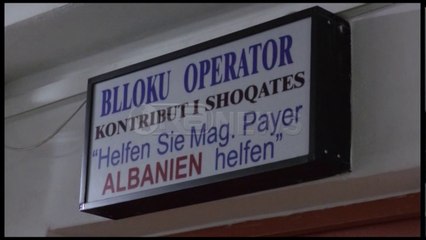 BLLOKU OPERATOR
KONTRIBUT I SHOQATES
"Helfen Sie Mag. Payer
ALBANIEN helfen"